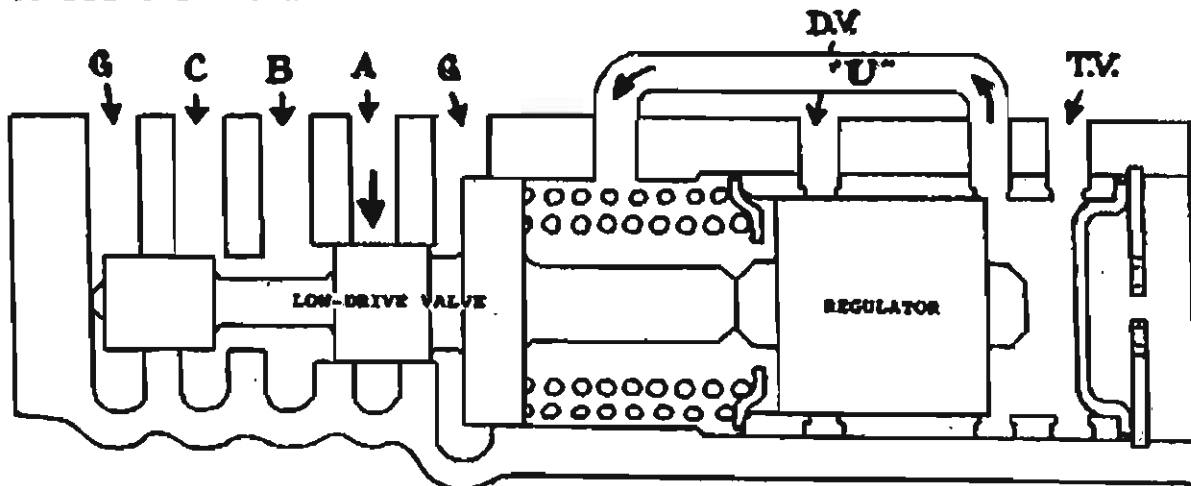 D.V.
G C B A G "U" T.V.
LOW-DRIVE VALVE
REGULATOR